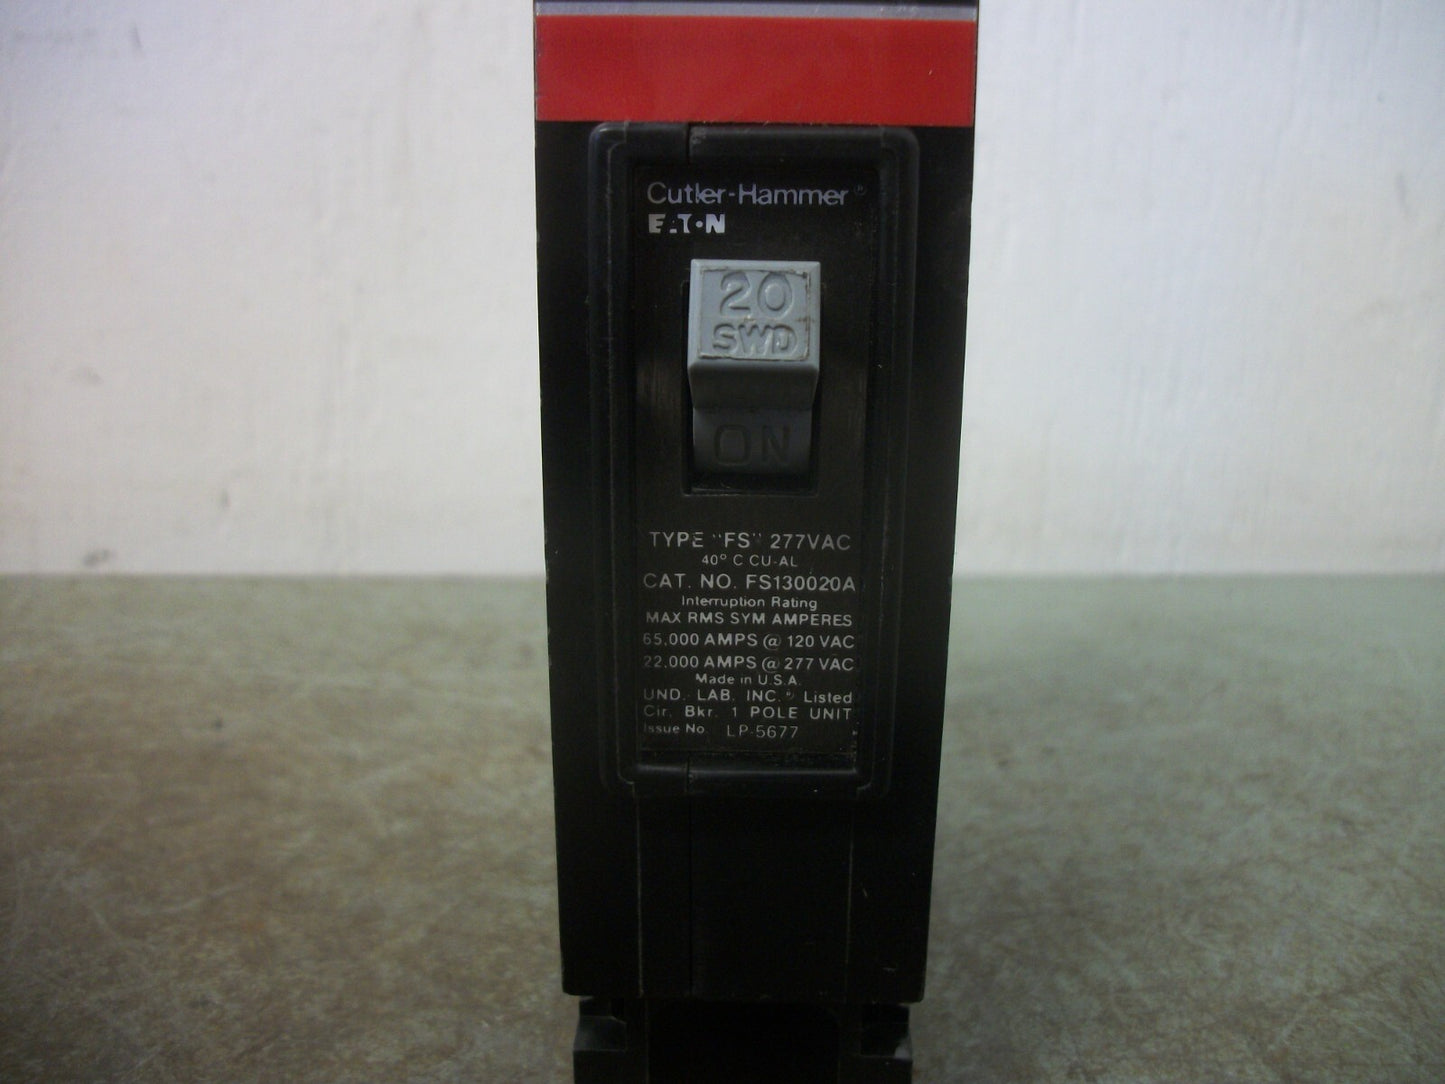 Cutler-Hammer®
EATON
20
SWD
ON
TYPE "FS" 277VAC
40° C CU-AL
CAT. NO. FS130020A
Interruption Rating
MAX RMS SYM AMPERES
65,000 AMPS @ 120 VAC
22,000 AMPS @ 277 VAC
Made in U.S.A.
UND. LAB. INC.® Listed
Cir. Bkr. 1 POLE UNIT
Issue No. LP-5677